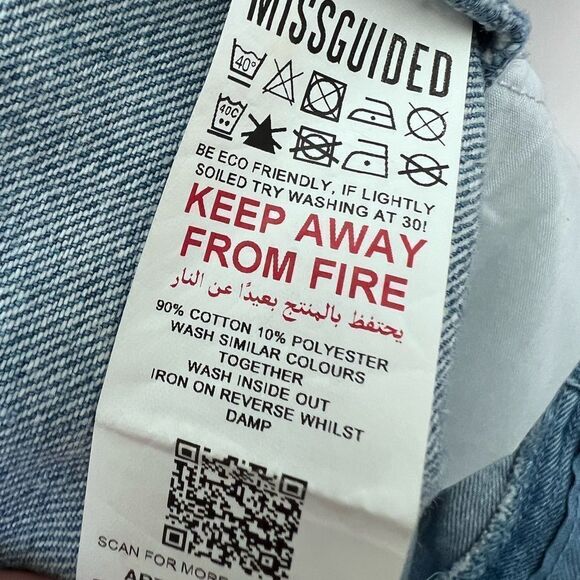 MISSGUIDED
40°
40C
BE ECO FRIENDLY, IF LIGHTLY
SOILED TRY WASHING AT 30!
KEEP AWAY
FROM FIRE
يحتفظ بالمنتج بعيدًا عن النار
90% COTTON 10% POLYESTER
WASH SIMILAR COLOURS
TOGETHER
WASH INSIDE OUT
IRON ON REVERSE WHILST
DAMP
SCAN FOR MORE